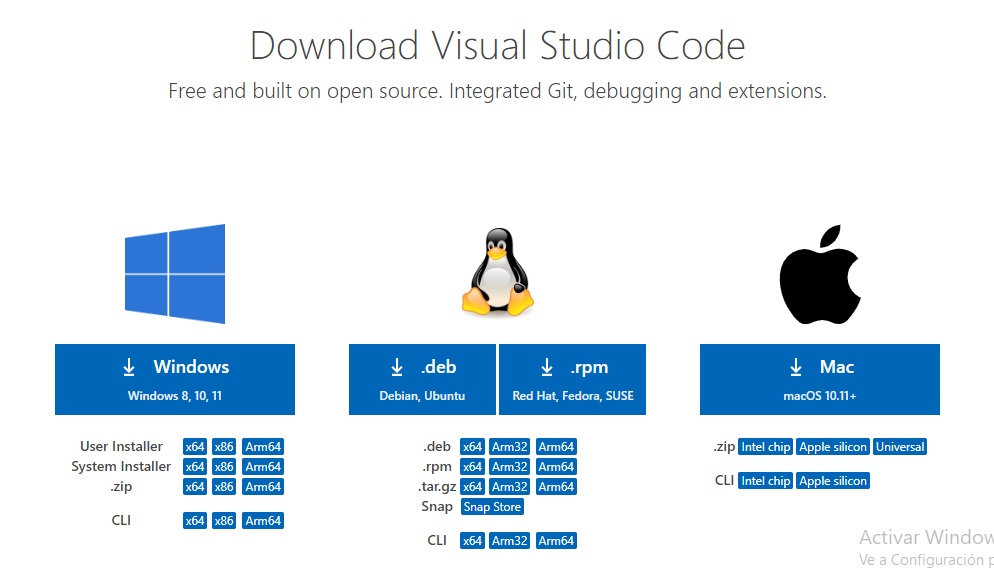 Download Visual Studio Code
Free and built on open source. Integrated Git, debugging and extensions.
Windows
Windows 8, 10, 11
User Installer x64 x86 Arm64
System Installer x64 x86 Arm64
.zip x64 x86 Arm64
CLI x64 x86 Arm64
.deb
Debian, Ubuntu
.rpm
Red Hat, Fedora, SUSE
.deb x64 Arm32 Arm64
.rpm x64 Arm32 Arm64
.tar.gz x64 Arm32 Arm64
Snap Snap Store
CLI x64 Arm32 Arm64
Mac
macOS 10.11+
.zip Intel chip Apple silicon Universal
CLI Intel chip Apple silicon
Activar Window
Ve a Configuración p